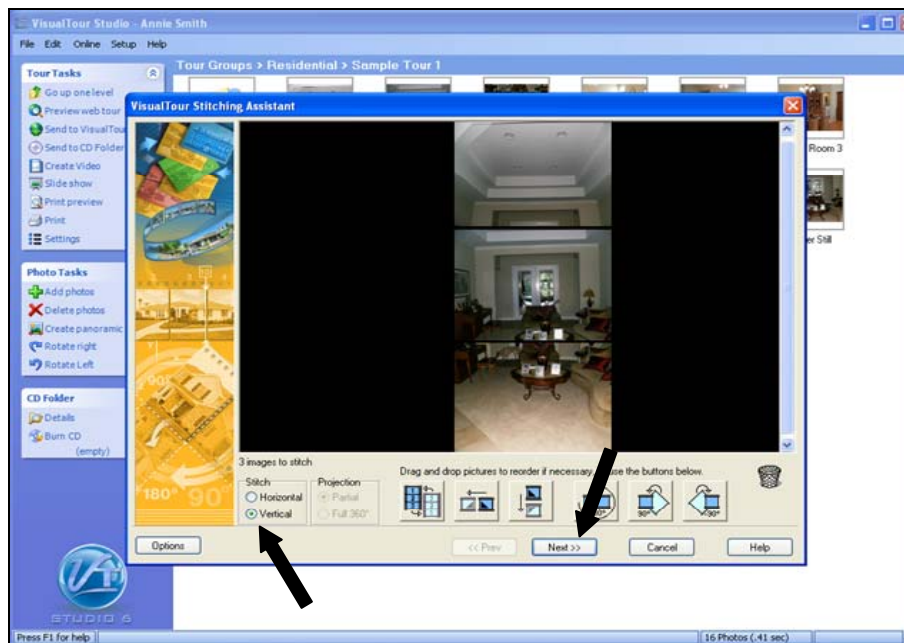 VisualTour Studio - Annie Smith
File Edit Online Setup Help
Tour Tasks
Go up one level
Preview web tour
Send to VisualTour
Send to CD Folder
Create Video
Slide show
Print preview
Print
Settings
Photo Tasks
Add photos
Delete photos
Create panoramic
Rotate right
Rotate Left
CD Folder
Details
Burn CD
(empty)
STUDIO 6
Tour Groups > Residential > Sample Tour 1
Room 3
er Still
VisualTour Stitching Assistant
90°
180° 90°
3 images to stitch
Stitch
Horizontal
Vertical
Projection
Partial
Full 360°
Drag and drop pictures to reorder if necessary. use the buttons below.
90°
90°
Options
<< Prev
Next >>
Cancel
Help
Press F1 for help
16 Photos (.41 sec)